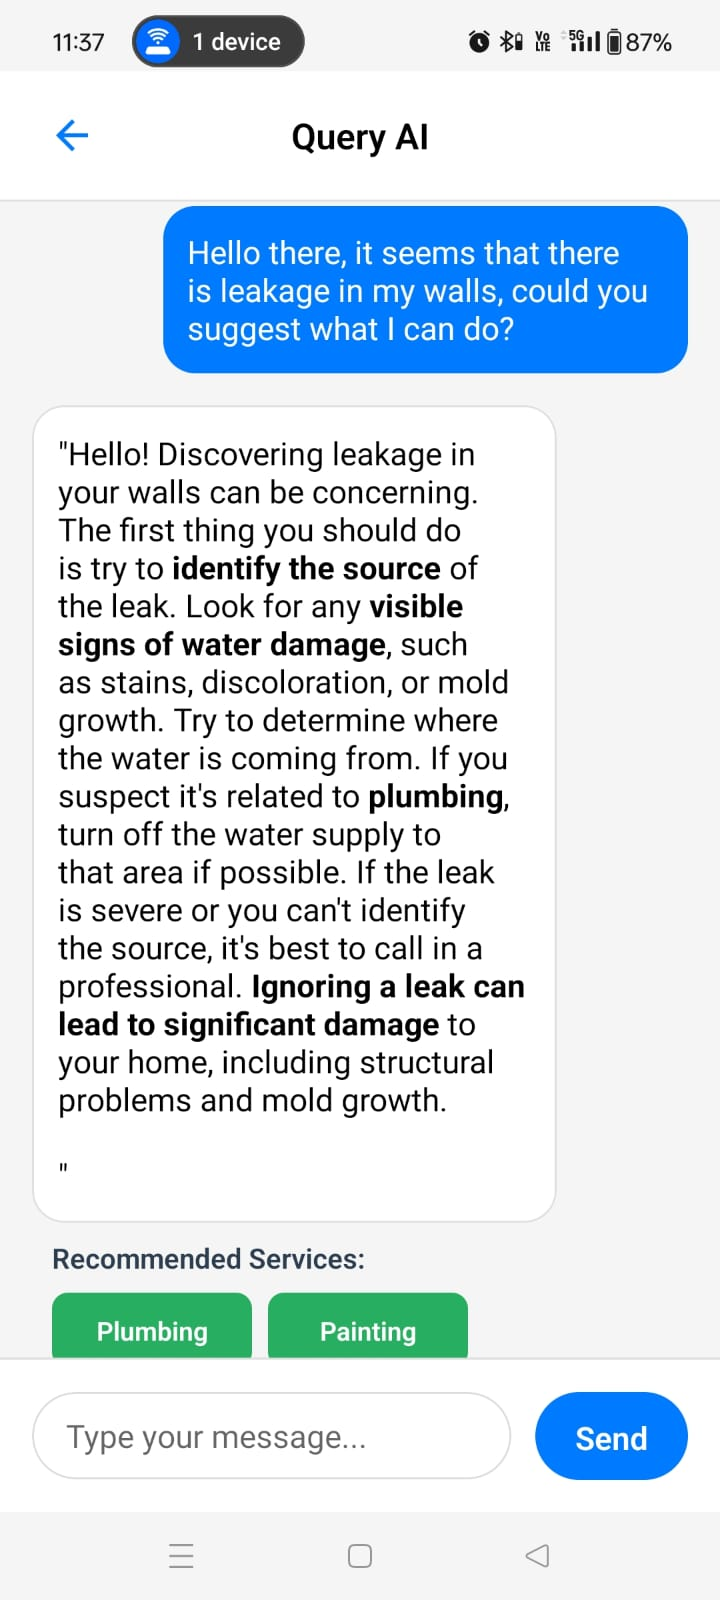 11:37
1 device
VO
LTE
5G
87%
Query AI
Hello there, it seems that there
is leakage in my walls, could you
suggest what I can do?
"Hello! Discovering leakage in
your walls can be concerning.
The first thing you should do
is try to identify the source of
the leak. Look for any visible
signs of water damage, such
as stains, discoloration, or mold
growth. Try to determine where
the water is coming from. If you
suspect it's related to plumbing,
turn off the water supply to
that area if possible. If the leak
is severe or you can't identify
the source, it's best to call in a
professional. Ignoring a leak can
lead to significant damage to
your home, including structural
problems and mold growth.
"
Recommended Services:
Plumbing
Painting
Type your message...
Send